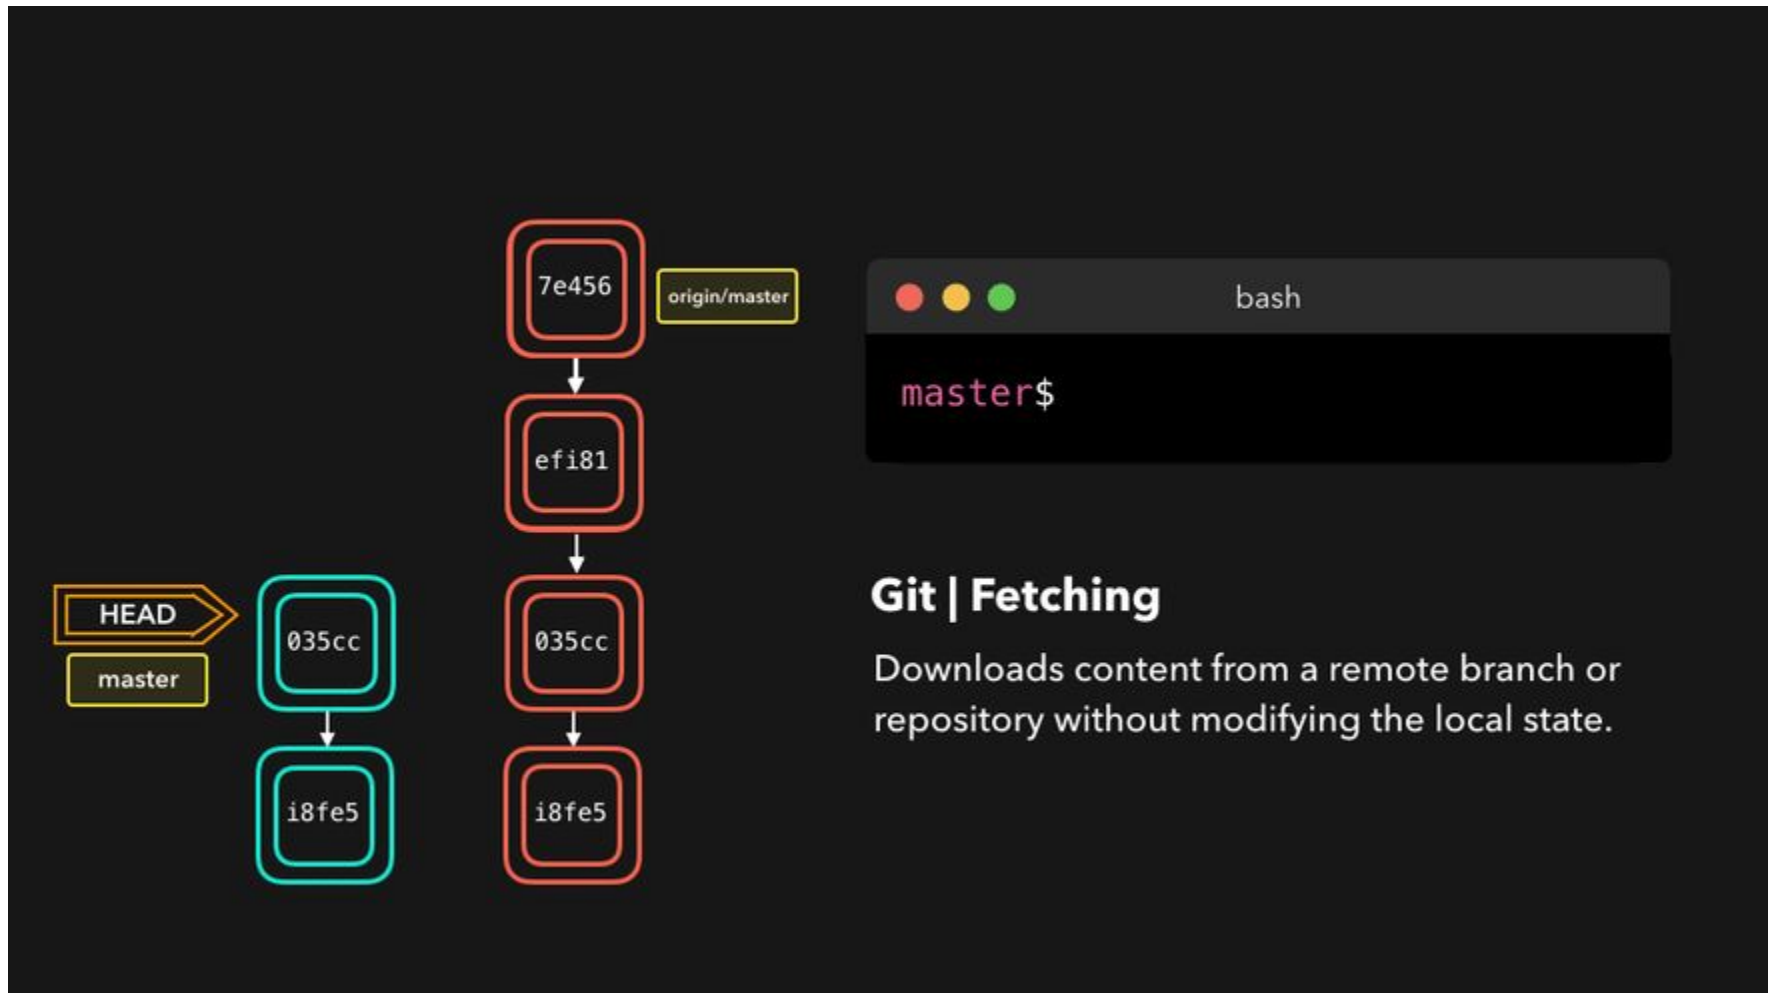 7e456
origin/master
efi81
HEAD
master
035cc
035cc
i8fe5
i8fe5
bash
master$
Git | Fetching
Downloads content from a remote branch or
repository without modifying the local state.